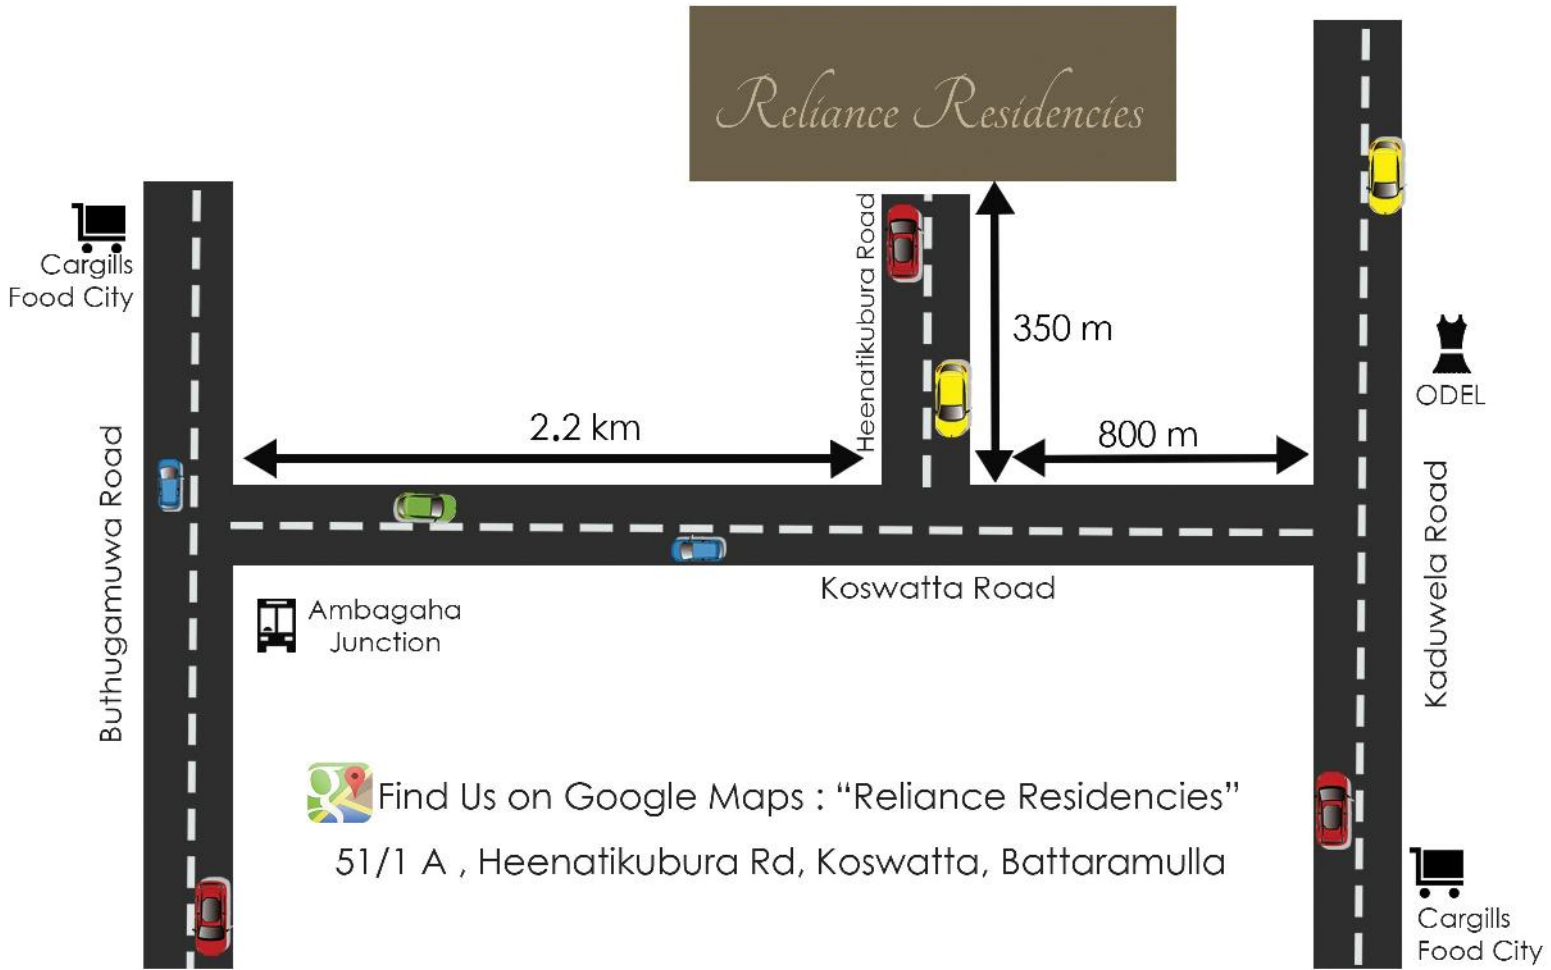 Reliance Residencies
Cargills
Food City
Heenatikubura Road
350 m
ODEL
2.2 km
800 m
Buthugamuwa Road
Kaduwela Road
Koswatta Road
Ambagaha
Junction
Find Us on Google Maps : “Reliance Residencies”
51/1 A , Heenatikubura Rd, Koswatta, Battaramulla
Cargills
Food City